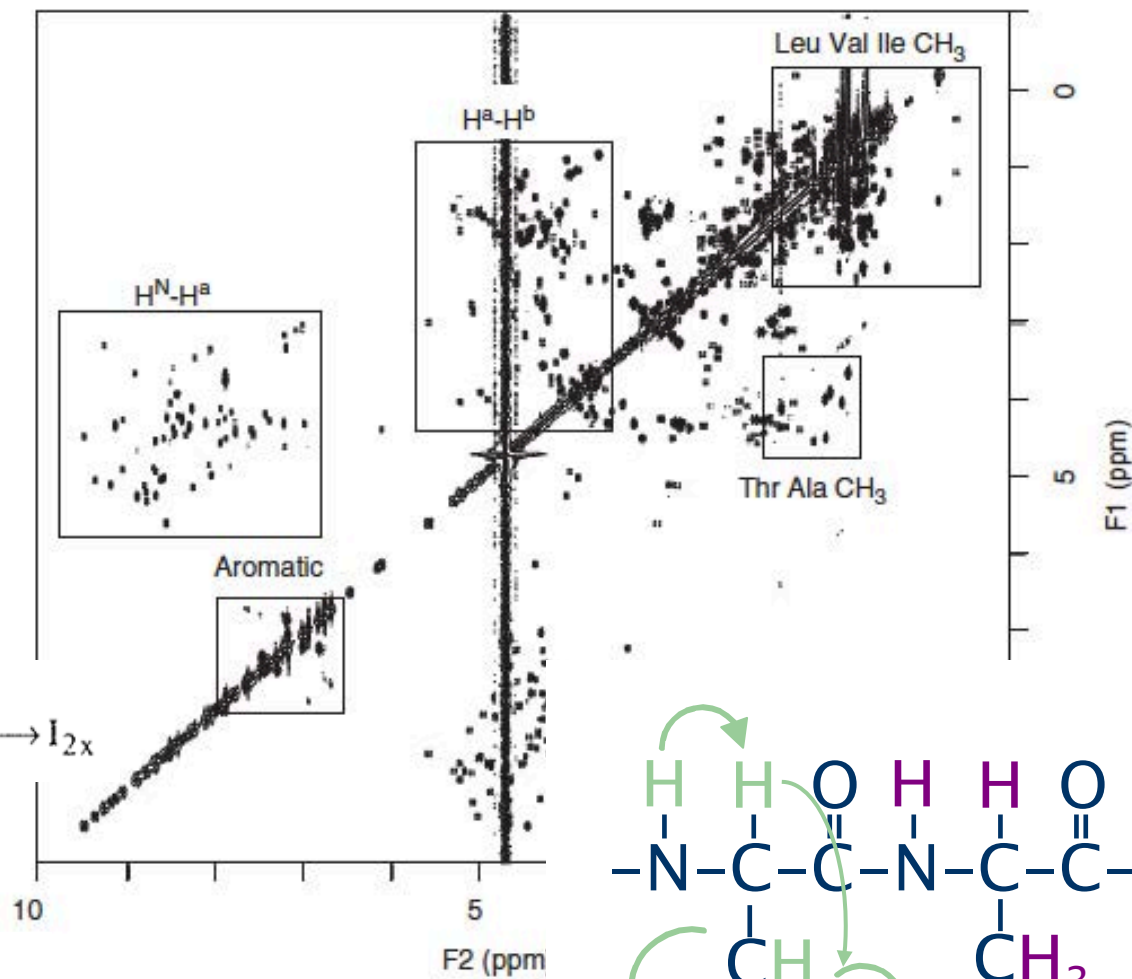 Leu Val Ile CH3
0
Hᵃ-Hᵇ
Hᴺ-Hᵃ
5
F1 (ppm)
Thr Ala CH3
Aromatic
→ I2x
H H O H H O
–N–C–C–N–C–C–
10
5
F2 (ppm
CH CH2